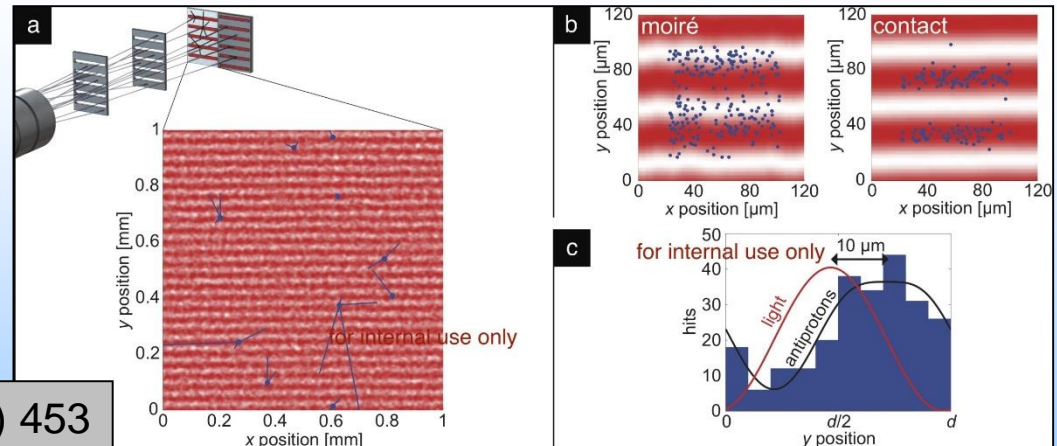 a
1
0.8
0.6
0.4
0.2
0
y position [mm]
0 0.2 0.4 0.6 0.8 1
x position [mm]
for internal use only
) 453
b
moiré
120
80
40
0
y position [µm]
0 40 80 120
x position [µm]
contact
120
80
40
0
y position [µm]
0 40 80 120
x position [µm]
c
for internal use only
10 µm
50
40
30
20
10
0
hits
light
antiprotons
0 d/2 d
y position